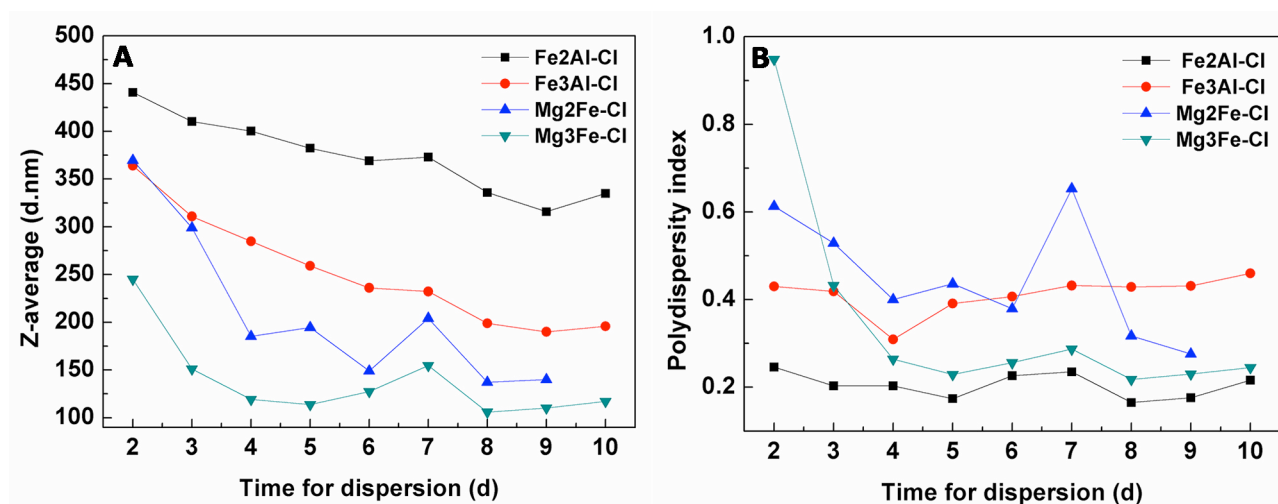 A
Z-average (d.nm)
500
450
400
350
300
250
200
150
100
Fe2Al-Cl
Fe3Al-Cl
Mg2Fe-Cl
Mg3Fe-Cl
2 3 4 5 6 7 8 9 10
Time for dispersion (d)
B
Polydispersity index
1.0
0.8
0.6
0.4
0.2
Fe2Al-Cl
Fe3Al-Cl
Mg2Fe-Cl
Mg3Fe-Cl
2 3 4 5 6 7 8 9 10
Time for dispersion (d)